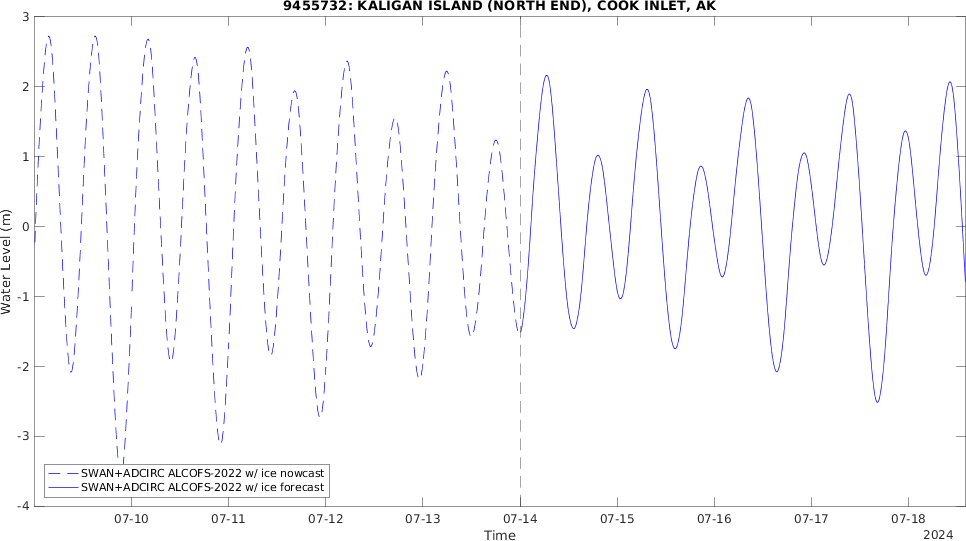 9455732: KALIGAN ISLAND (NORTH END), COOK INLET, AK
3
2
1
0
-1
-2
-3
-4
Water Level (m)
SWAN+ADCIRC ALCOFS-2022 w/ ice nowcast
SWAN+ADCIRC ALCOFS-2022 w/ ice forecast
07-10 07-11 07-12 07-13 07-14 07-15 07-16 07-17 07-18
Time
2024